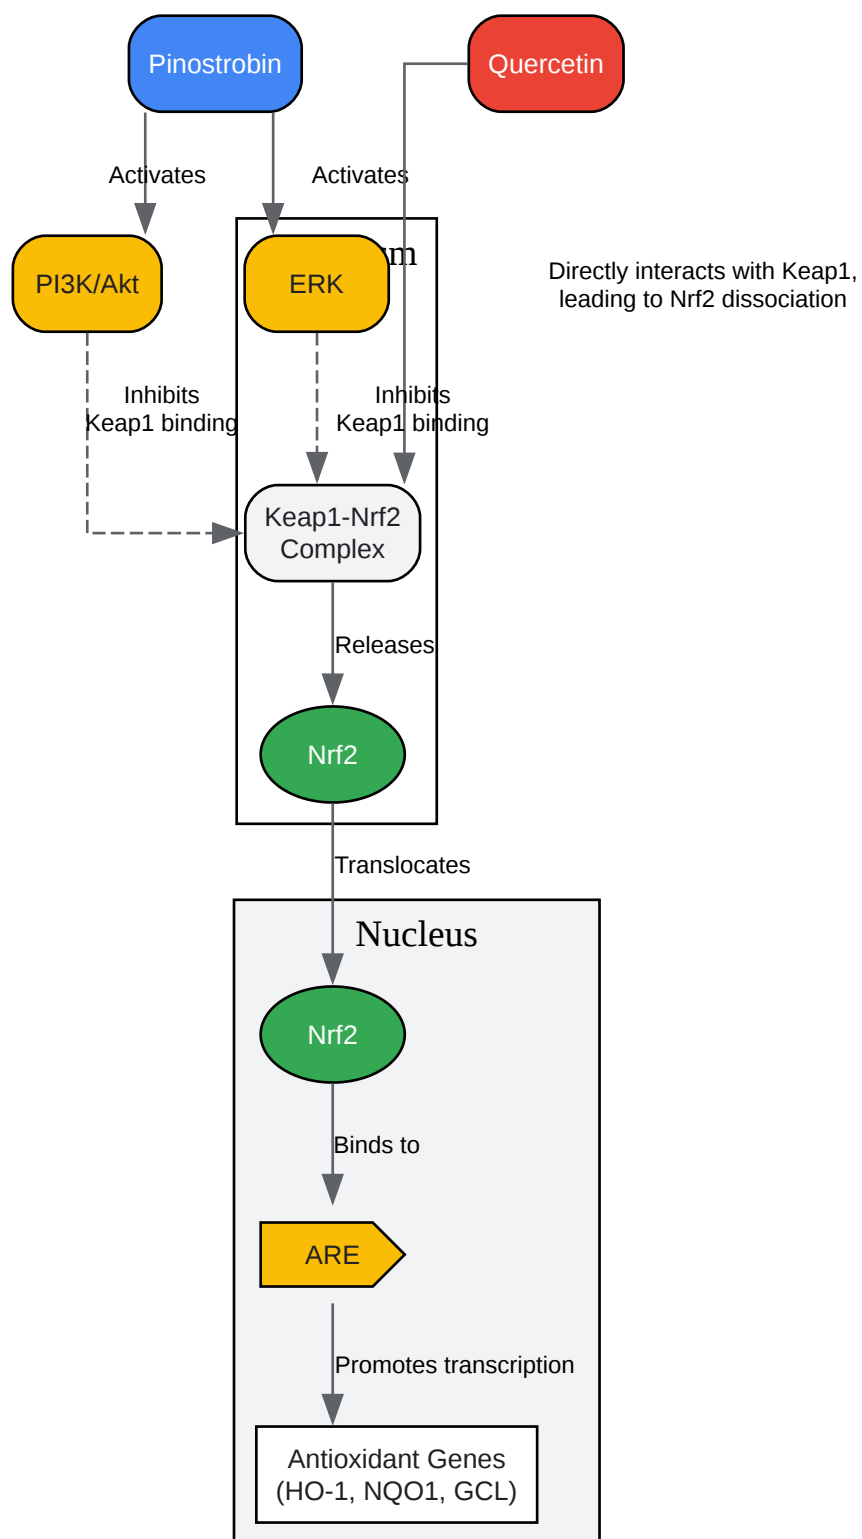 Pinostrobin
Quercetin
Activates
Activates
PI3K/Akt
ERK
Directly interacts with Keap1,
leading to Nrf2 dissociation
Inhibits
Keap1 binding
Inhibits
Keap1 binding
Keap1-Nrf2
Complex
Releases
Nrf2
Translocates
Nucleus
Nrf2
Binds to
ARE
Promotes transcription
Antioxidant Genes
(HO-1, NQO1, GCL)